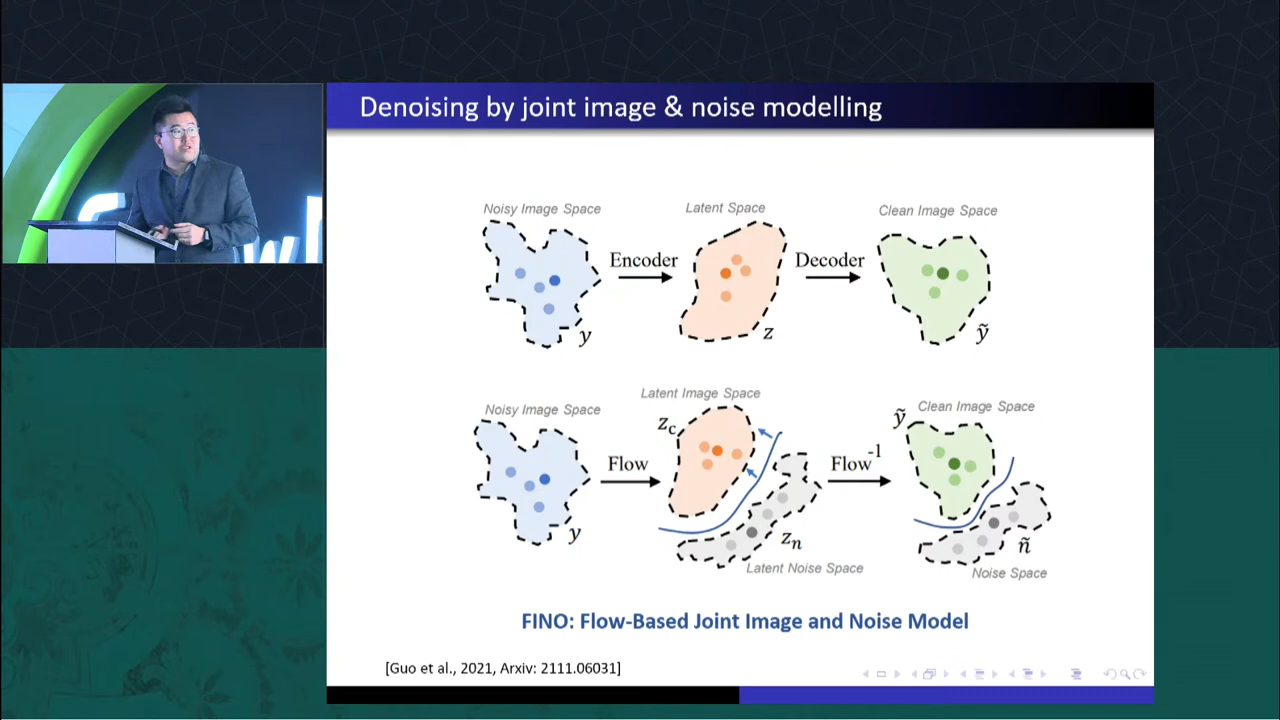 Denoising by joint image & noise modelling
Noisy Image Space
Latent Space
Clean Image Space
Encoder
Decoder
y
z
ỹ
Latent Image Space
Noisy Image Space
Clean Image Space
z_c
ỹ
Flow
Flow⁻¹
y
z_n
ñ
Latent Noise Space
Noise Space
FINO: Flow-Based Joint Image and Noise Model
[Guo et al., 2021, Arxiv: 2111.06031]